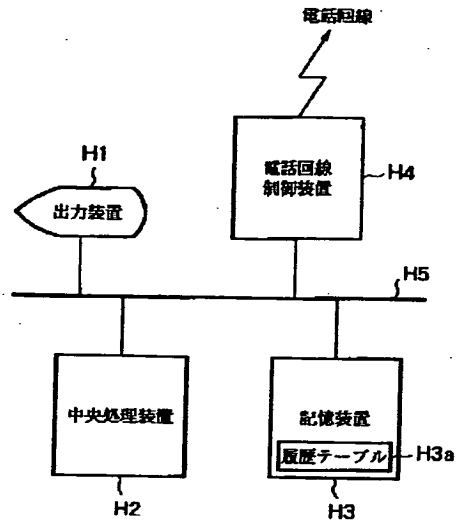 電話回線
電話回線
制御装置
H4
H1
出力装置
H5
中央処理装置
H2
記憶装置
履歴テーブル
H3a
H3